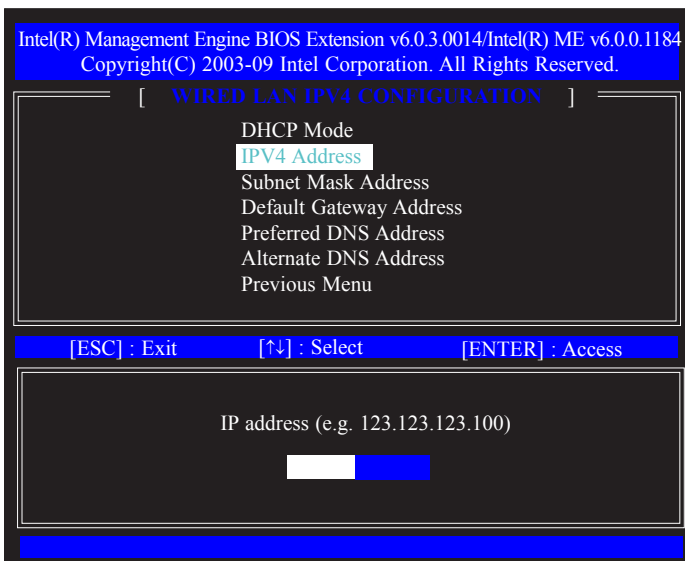 Intel(R) Management Engine BIOS Extension v6.0.3.0014/Intel(R) ME v6.0.0.1184
Copyright(C) 2003-09 Intel Corporation. All Rights Reserved.
[ WIRED LAN IPV4 CONFIGURATION ]
DHCP Mode
IPV4 Address
Subnet Mask Address
Default Gateway Address
Preferred DNS Address
Alternate DNS Address
Previous Menu
[ESC] : Exit [↑↓] : Select [ENTER] : Access
IP address (e.g. 123.123.123.100)